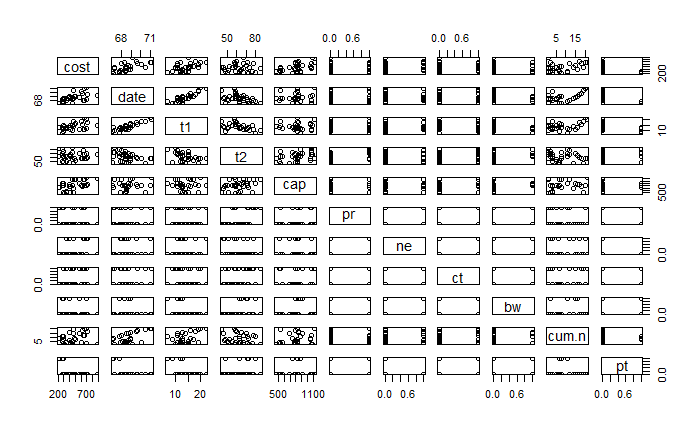 68 71 50 80 0.0 0.6 0.0 0.6 5 15
cost 200
68 date
t1 10
50 t2
cap 500
0.0 pr
ne 0.0
0.0 ct
bw 0.0
5 cum.n
pt 0.0
200 700 10 20 500 1100 0.0 0.6 0.0 0.6 0.0 0.6